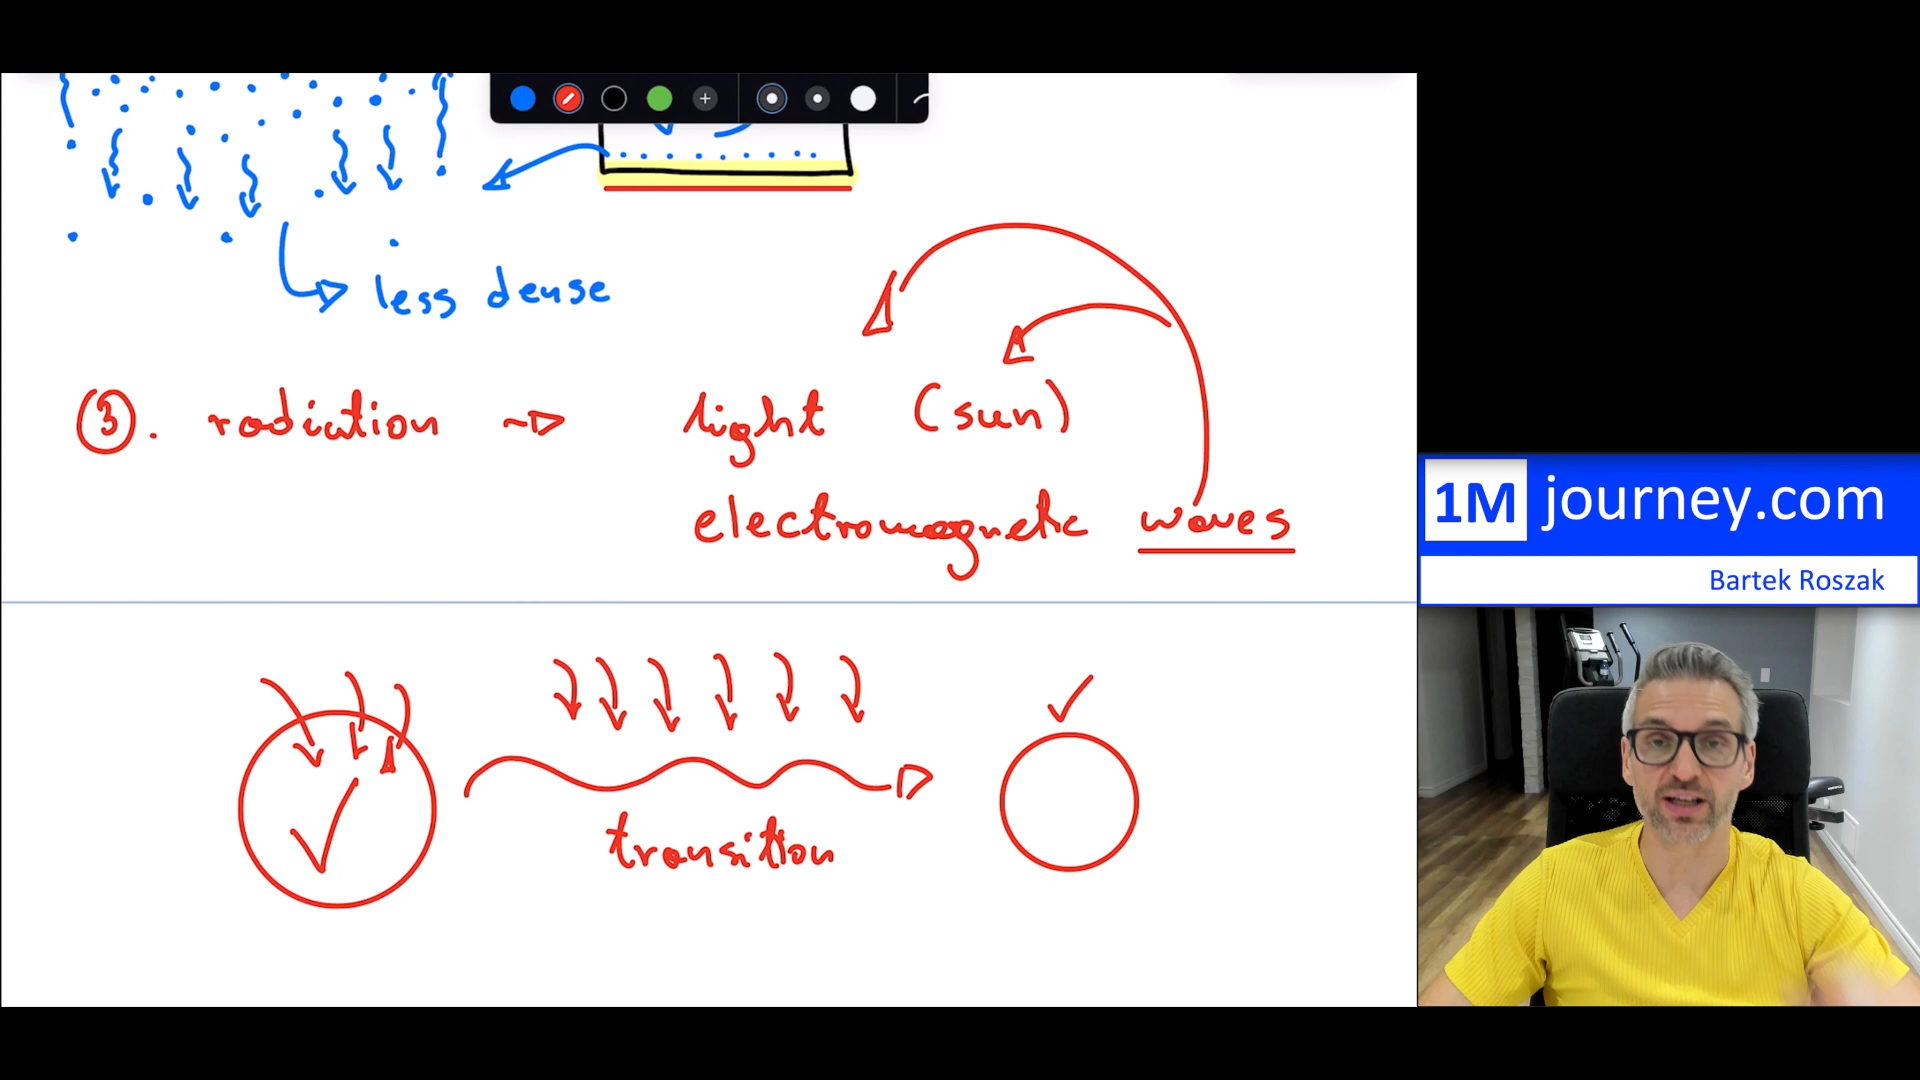 less dense
3. radiation light (sun)
electromagnetic waves
transition
1M journey.com
Bartek Roszak